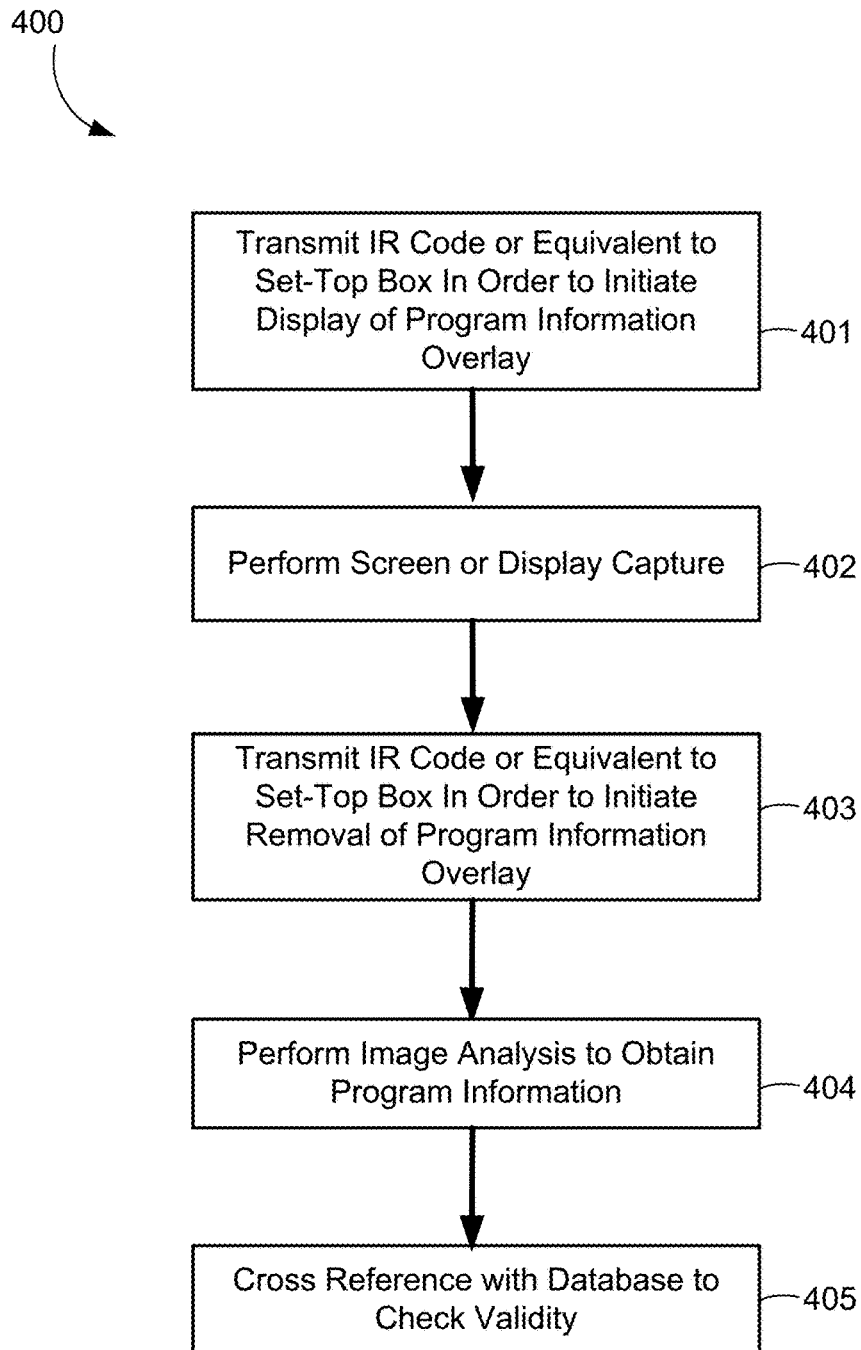 400
Transmit IR Code or Equivalent to
Set-Top Box In Order to Initiate
Display of Program Information
Overlay
401
Perform Screen or Display Capture
402
Transmit IR Code or Equivalent to
Set-Top Box In Order to Initiate
Removal of Program Information
Overlay
403
Perform Image Analysis to Obtain
Program Information
404
Cross Reference with Database to
Check Validity
405